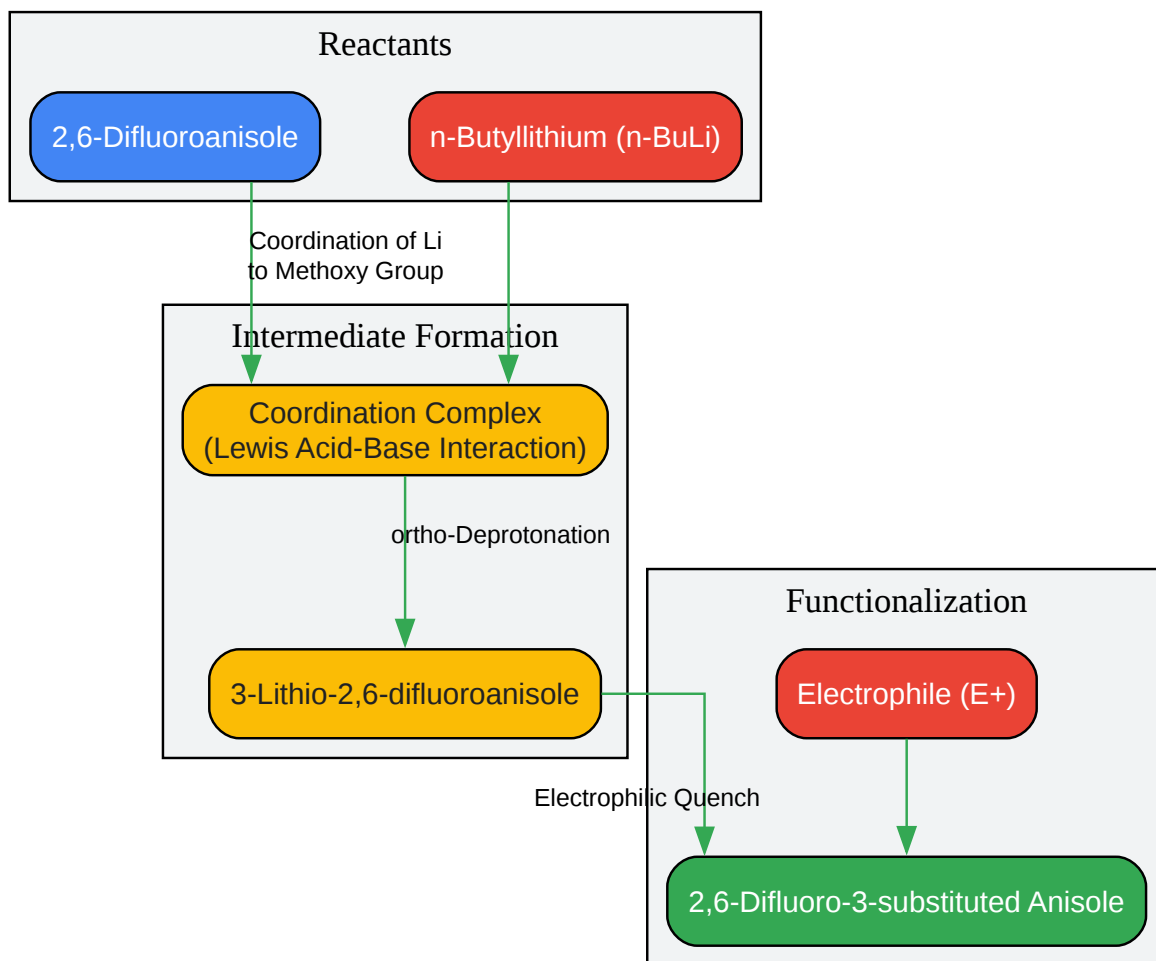 Reactants
2,6-Difluoroanisole
n-Butyllithium (n-BuLi)
Coordination of Li
to Methoxy Group
Intermediate Formation
Coordination Complex
(Lewis Acid-Base Interaction)
ortho-Deprotonation
Functionalization
3-Lithio-2,6-difluoroanisole
Electrophile (E+)
Electrophilic Quench
2,6-Difluoro-3-substituted Anisole